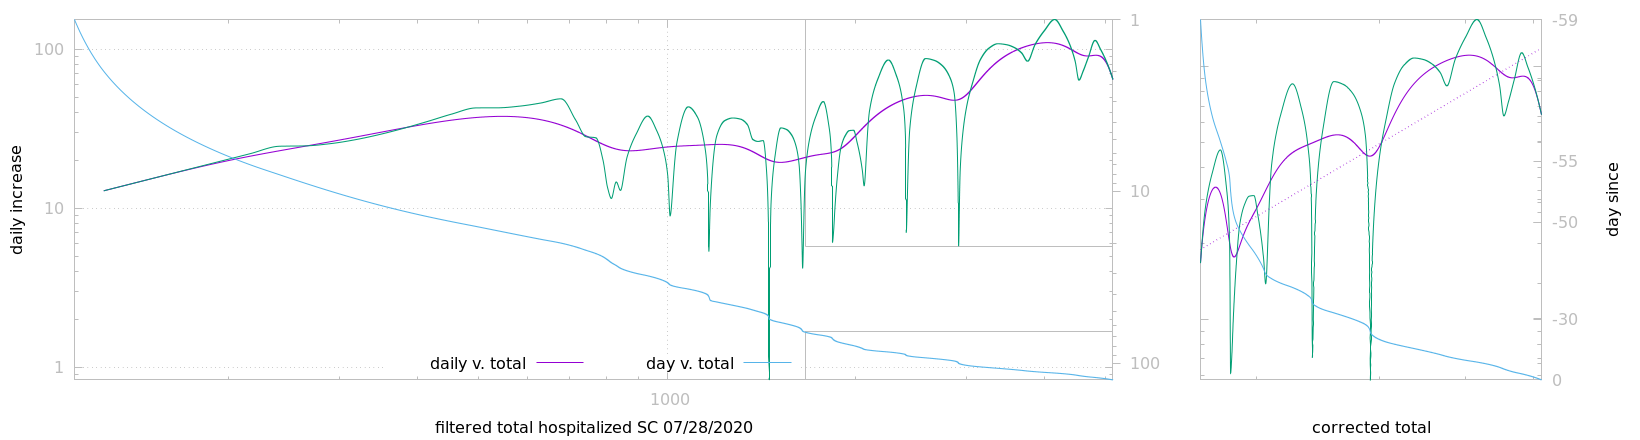 100
10
1
daily increase
1000
filtered total hospitalized SC 07/28/2020
daily v. total
day v. total
1
10
100
-59
-55
-50
-30
0
day since
corrected total